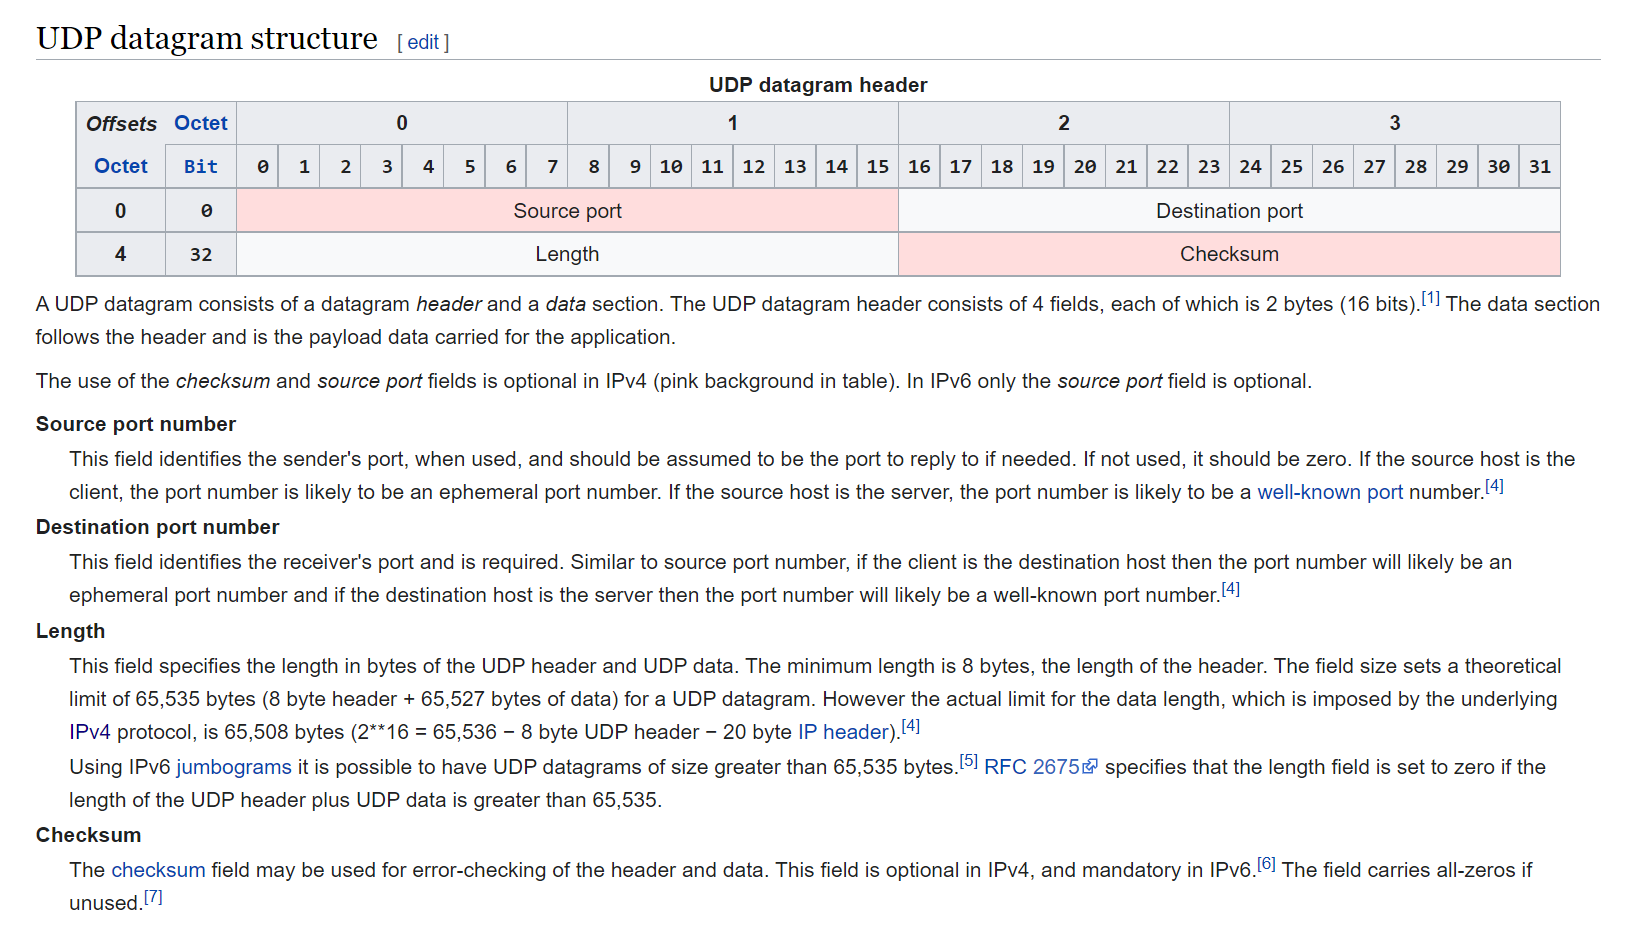 UDP datagram structure [ edit ]
UDP datagram header
Offsets Octet 0 1 2 3
Octet Bit 0 1 2 3 4 5 6 7 8 9 10 11 12 13 14 15 16 17 18 19 20 21 22 23 24 25 26 27 28 29 30 31
0 0 Source port Destination port
4 32 Length Checksum
A UDP datagram consists of a datagram header and a data section. The UDP datagram header consists of 4 fields, each of which is 2 bytes (16 bits).[1] The data section
follows the header and is the payload data carried for the application.
The use of the checksum and source port fields is optional in IPv4 (pink background in table). In IPv6 only the source port field is optional.
Source port number
This field identifies the sender's port, when used, and should be assumed to be the port to reply to if needed. If not used, it should be zero. If the source host is the
client, the port number is likely to be an ephemeral port number. If the source host is the server, the port number is likely to be a well-known port number.[4]
Destination port number
This field identifies the receiver's port and is required. Similar to source port number, if the client is the destination host then the port number will likely be an
ephemeral port number and if the destination host is the server then the port number will likely be a well-known port number.[4]
Length
This field specifies the length in bytes of the UDP header and UDP data. The minimum length is 8 bytes, the length of the header. The field size sets a theoretical
limit of 65,535 bytes (8 byte header + 65,527 bytes of data) for a UDP datagram. However the actual limit for the data length, which is imposed by the underlying
IPv4 protocol, is 65,508 bytes (2**16 = 65,536 − 8 byte UDP header − 20 byte IP header).[4]
Using IPv6 jumbograms it is possible to have UDP datagrams of size greater than 65,535 bytes.[5] RFC 2675 specifies that the length field is set to zero if the
length of the UDP header plus UDP data is greater than 65,535.
Checksum
The checksum field may be used for error-checking of the header and data. This field is optional in IPv4, and mandatory in IPv6.[6] The field carries all-zeros if
unused.[7]